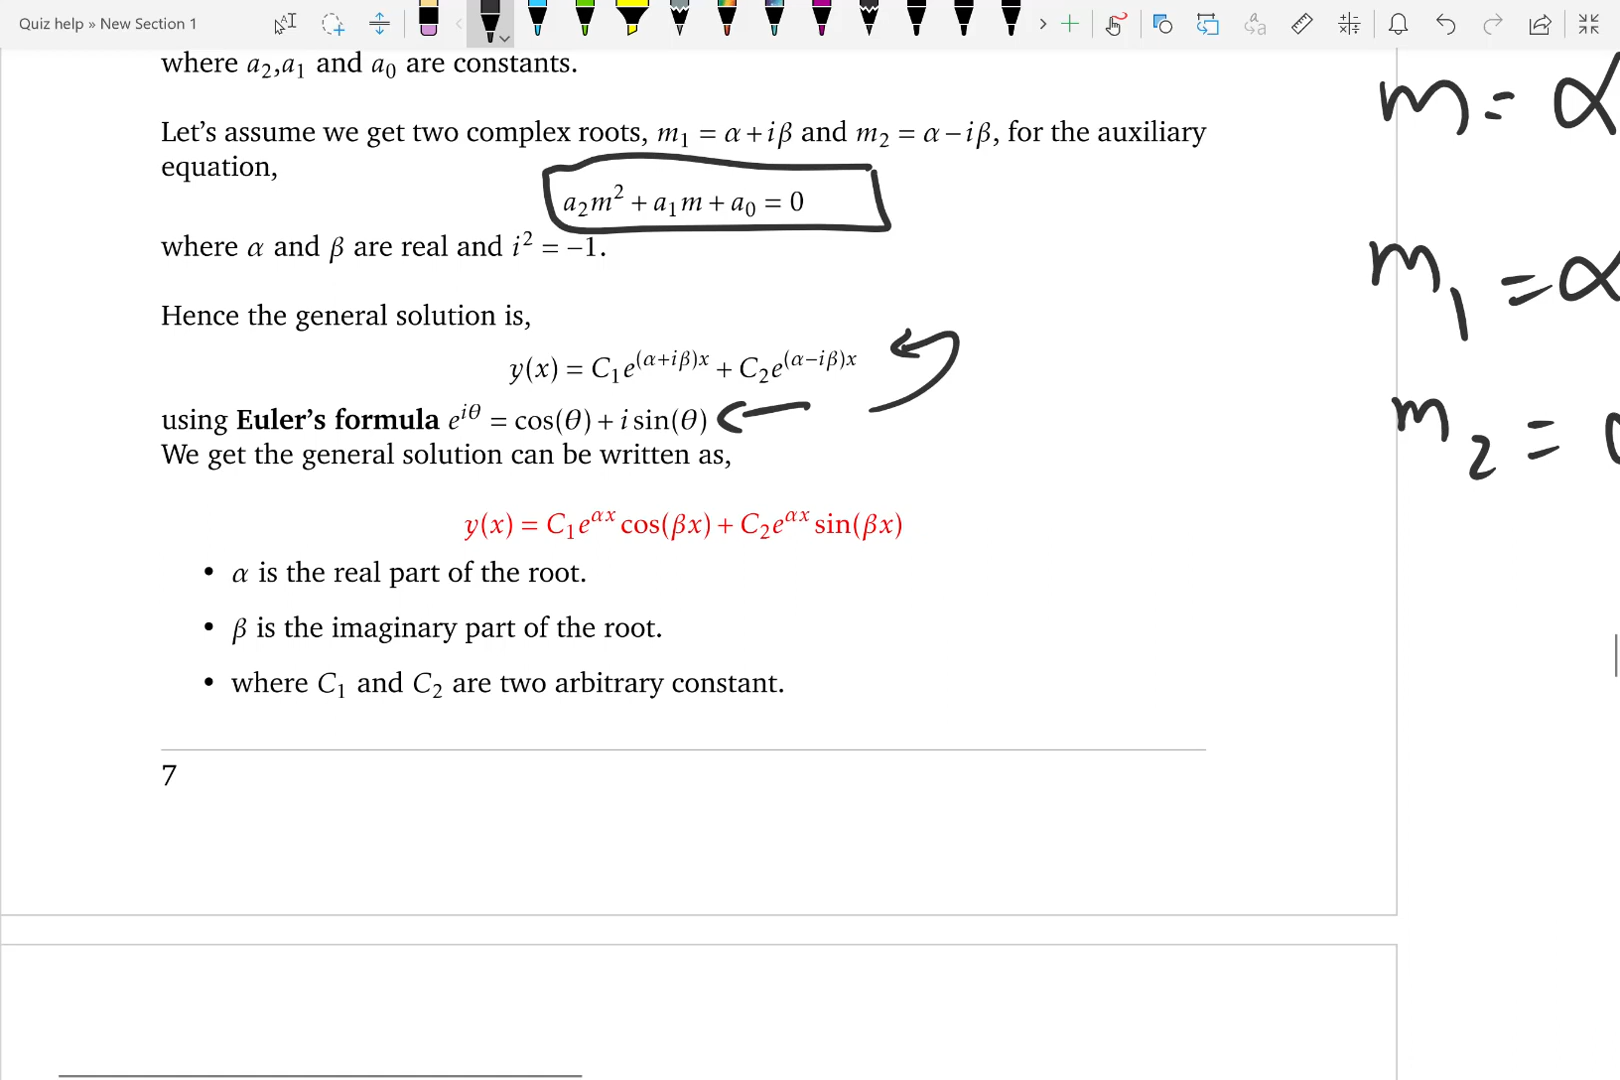 Quiz help » New Section 1
where a₂,a₁ and a₀ are constants.
Let’s assume we get two complex roots, m₁ = α + iβ and m₂ = α − iβ, for the auxiliary
equation,
a₂m² + a₁m + a₀ = 0
where α and β are real and i² = −1.
Hence the general solution is,
y(x) = C₁e^(α+iβ)x + C₂e^(α−iβ)x
using Euler’s formula e^iθ = cos(θ) + i sin(θ)
We get the general solution can be written as,
y(x) = C₁e^αx cos(βx) + C₂e^αx sin(βx)
• α is the real part of the root.
• β is the imaginary part of the root.
• where C₁ and C₂ are two arbitrary constant.
7
m = α
m₁ = α
m₂ =